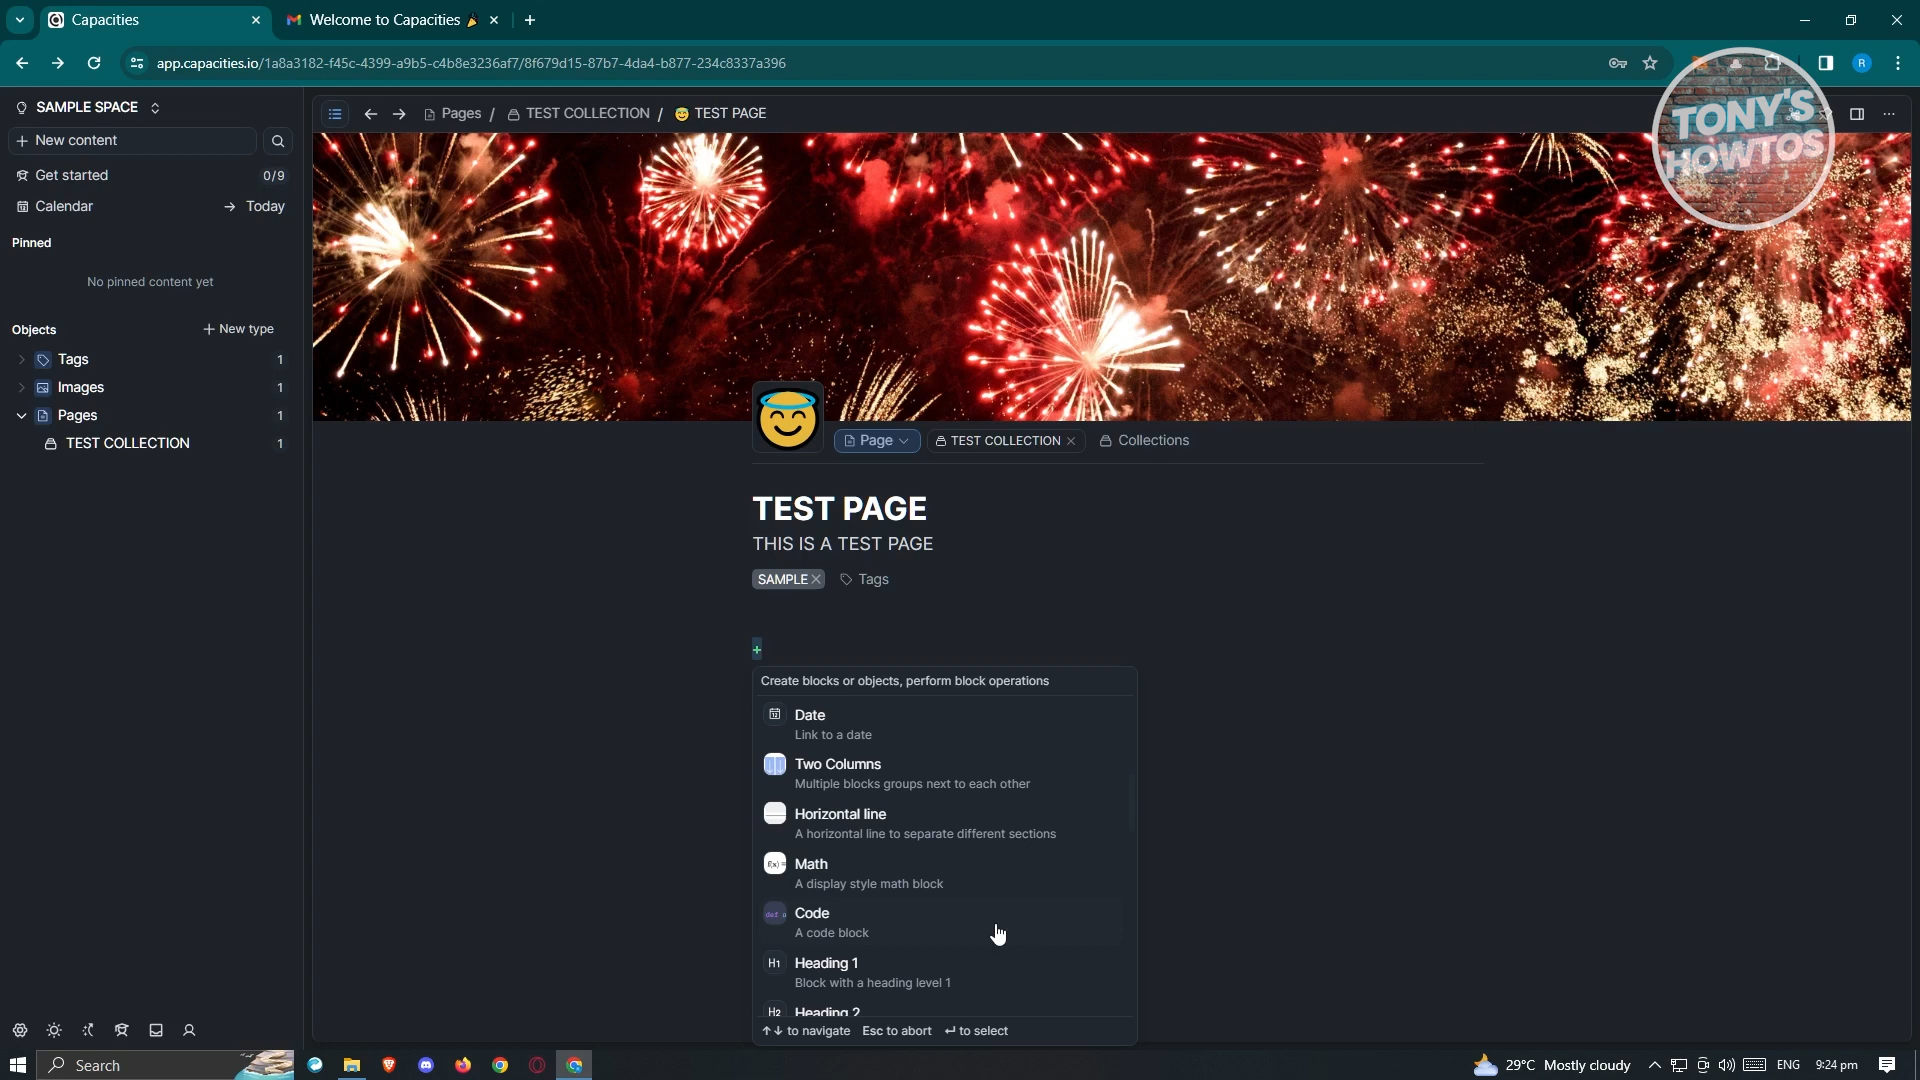 Capacities
Welcome to Capacities
app.capacities.io/1a8a3182-f45c-4399-a9b5-c4b8e3236af7/8f679d15-87b7-4da4-b877-234c8337a396
R
SAMPLE SPACE
New content
Get started 0/9
Calendar → Today
Pinned
No pinned content yet
Objects + New type
Tags 1
Images 1
Pages 1
TEST COLLECTION 1
Pages / TEST COLLECTION / TEST PAGE
TONY'S
HOWTOS
Page
TEST COLLECTION
Collections
TEST PAGE
THIS IS A TEST PAGE
SAMPLE Tags
+
Create blocks or objects, perform block operations
Date
Link to a date
Two Columns
Multiple blocks groups next to each other
Horizontal line
A horizontal line to separate different sections
Math
A display style math block
Code
A code block
H1 Heading 1
Block with a heading level 1
H2 Heading 2
↑↓ to navigate Esc to abort ↵ to select
Search
29°C Mostly cloudy
ENG
9:24 pm